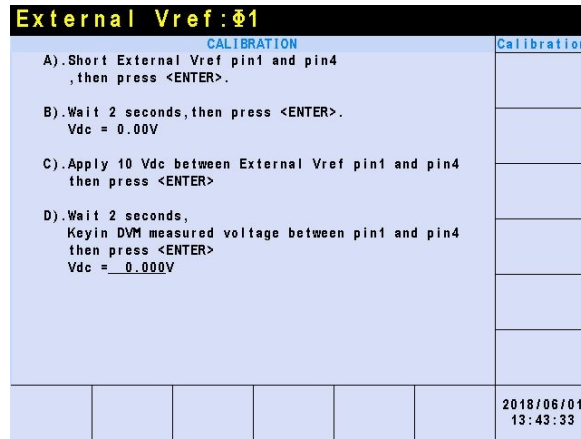 External Vref:Φ1
CALIBRATION
Calibration
A).Short External Vref pin1 and pin4
,then press <ENTER>.
B).Wait 2 seconds,then press <ENTER>.
Vdc = 0.00V
C).Apply 10 Vdc between External Vref pin1 and pin4
then press <ENTER>
D).Wait 2 seconds,
Keyin DVM measured voltage between pin1 and pin4
then press <ENTER>
Vdc = 0.000V
2018/06/01
13:43:33